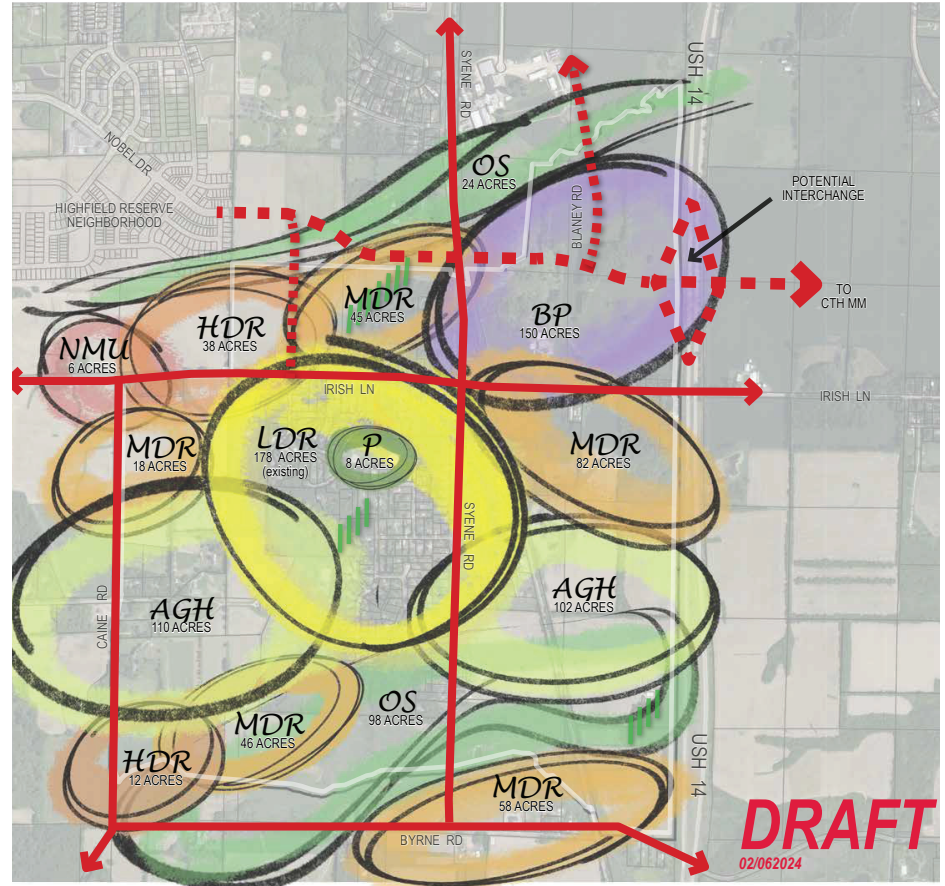 SYENE RD
USH 14
NOBEL DR
OS
24 ACRES
POTENTIAL
INTERCHANGE
HIGHFIELD RESERVE
NEIGHBORHOOD
BLANEY RD
TO
CTH MM
MDR
45 ACRES
HDR
38 ACRES
BP
150 ACRES
NMU
6 ACRES
IRISH LN
IRISH LN
LDR
178 ACRES
(existing)
P
8 ACRES
MDR
18 ACRES
MDR
82 ACRES
SYENE RD
AGH
110 ACRES
AGH
102 ACRES
CAINE RD
OS
98 ACRES
MDR
46 ACRES
HDR
12 ACRES
MDR
58 ACRES
USH 14
BYRNE RD
DRAFT
02/062024